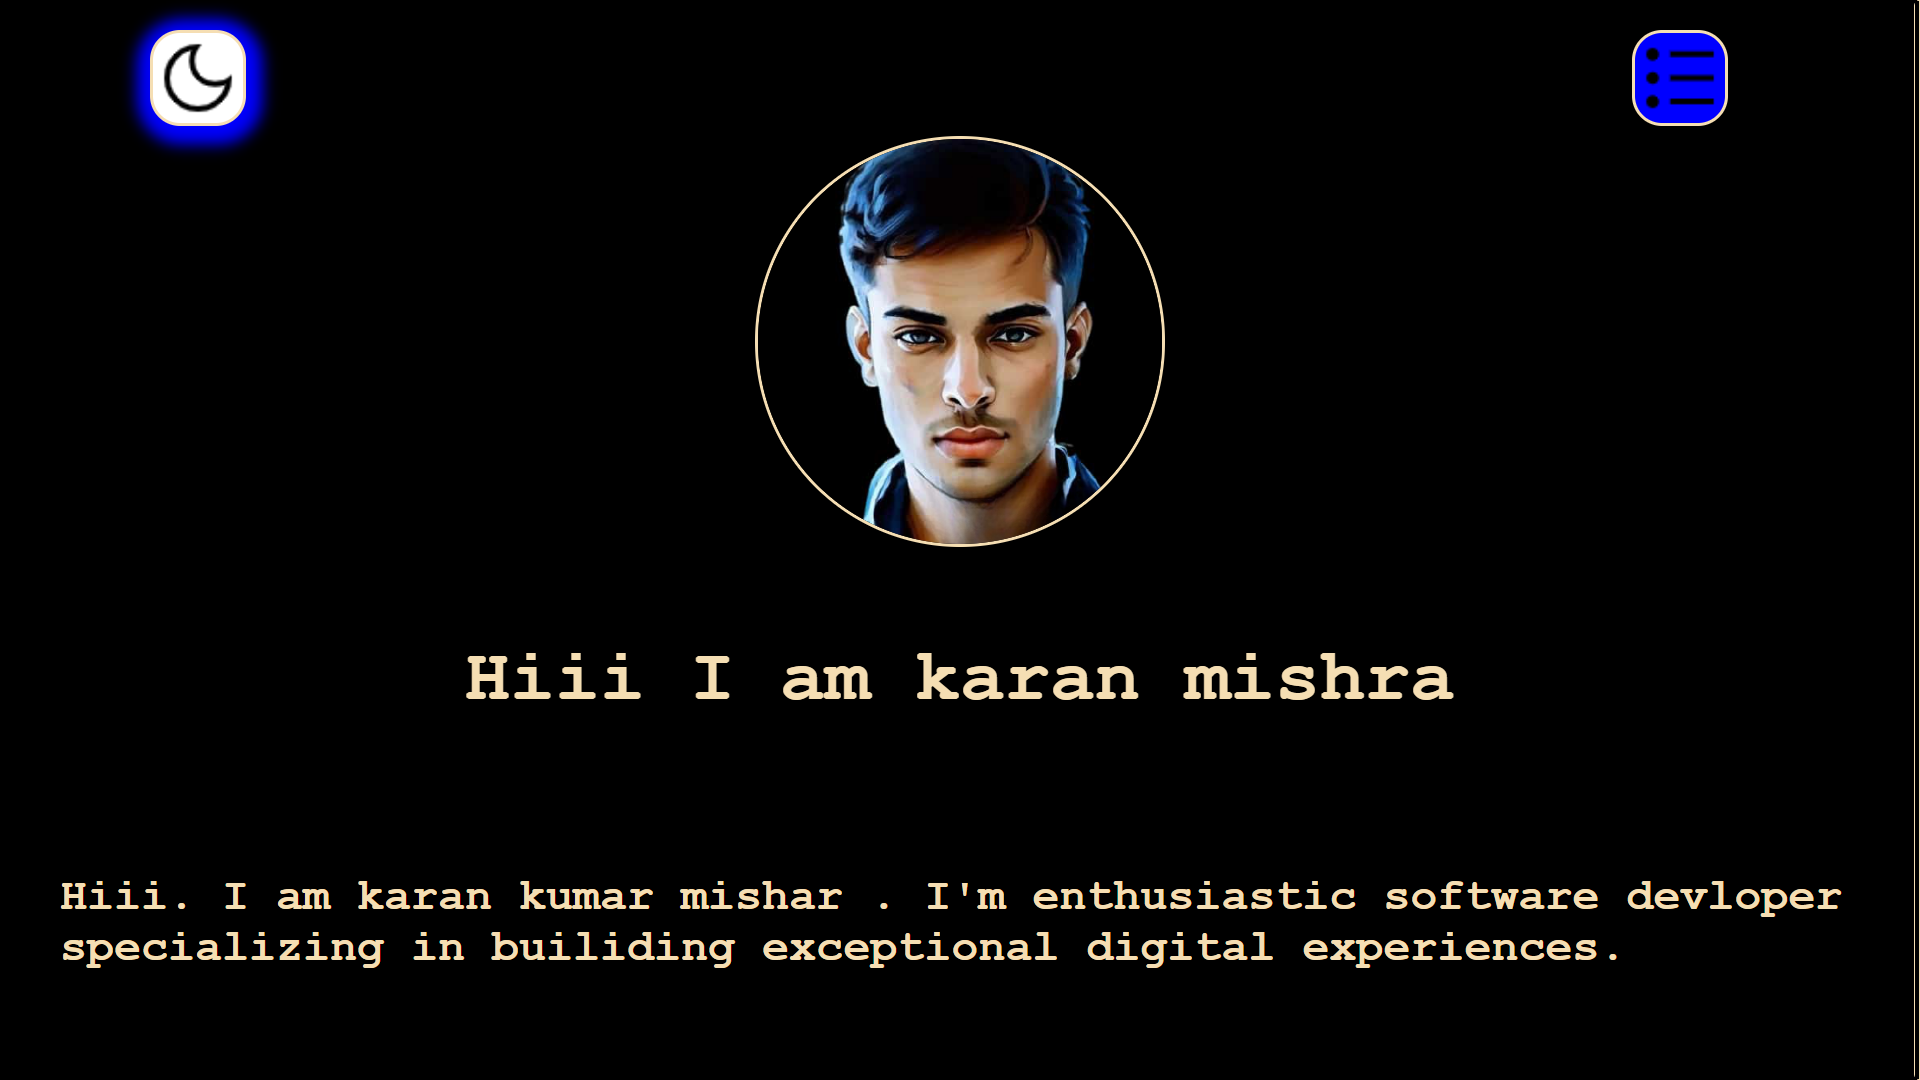 Hiii I am karan mishra
Hiii. I am karan kumar mishar . I'm enthusiastic software devloper
specializing in builiding exceptional digital experiences.